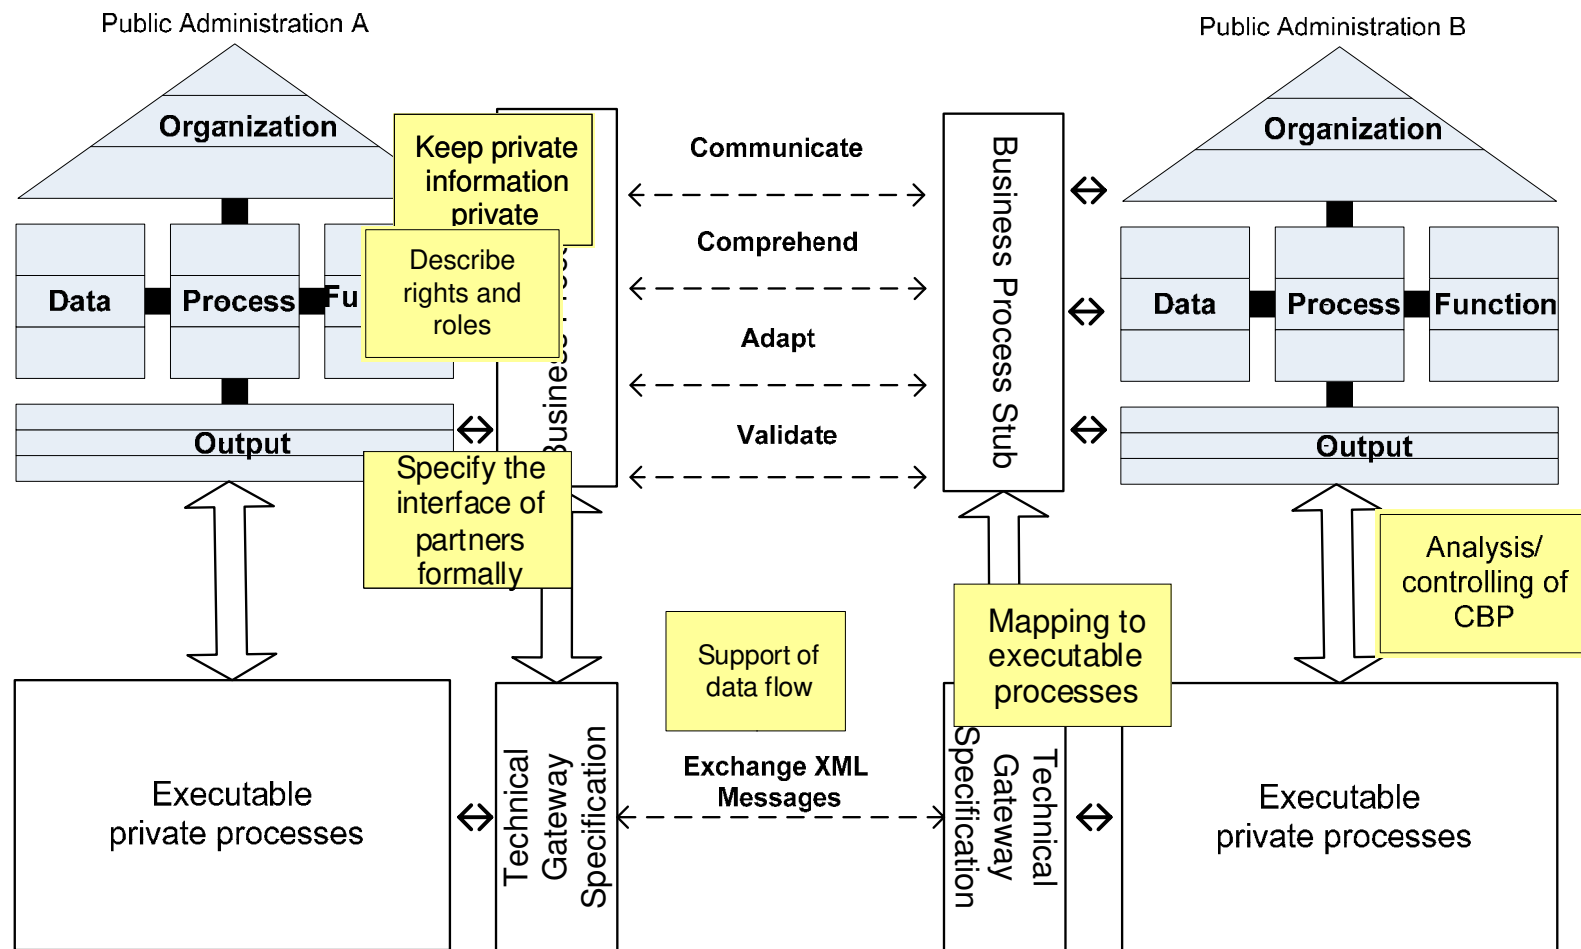 Public Administration A
Organization
Data
Process
Fu
Output
Keep private
information
private
Describe
rights and
roles
Business
Specify the
interface of
partners
formally
Communicate
Comprehend
Adapt
Validate
Business Process Stub
Public Administration B
Organization
Data
Process
Function
Output
Analysis/
controlling of
CBP
Mapping to
executable
processes
Support of
data flow
Executable
private processes
Technical
Gateway
Specification
Exchange XML
Messages
Technical
Gateway
Specification
Executable
private processes